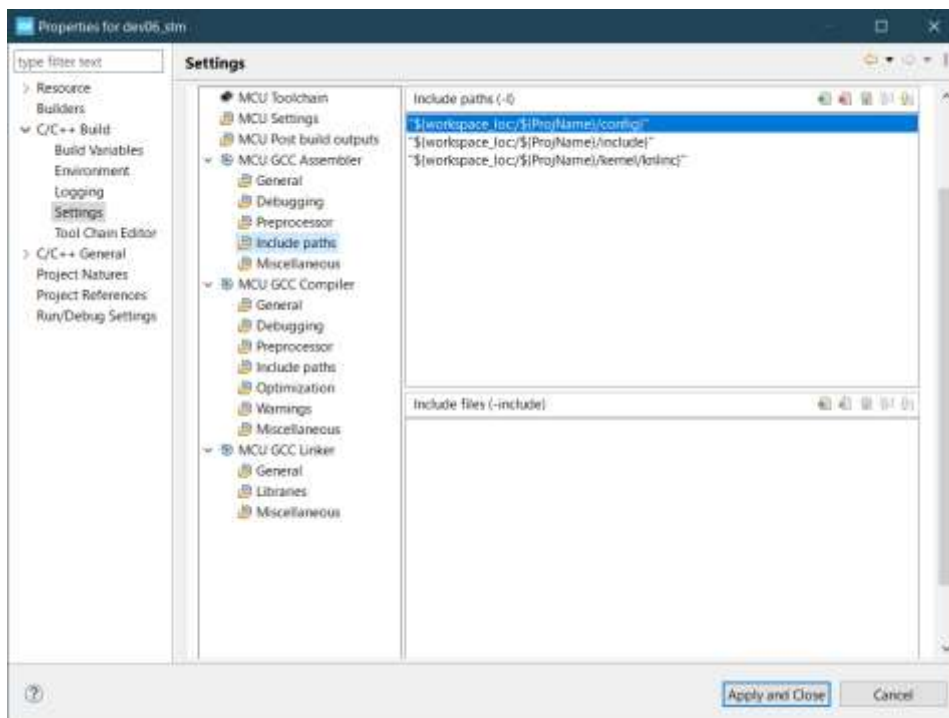 Properties for dev06_stm
type filter text
Settings
Resource
Builders
C/C++ Build
Build Variables
Environment
Logging
Settings
Tool Chain Editor
C/C++ General
Project Natures
Project References
Run/Debug Settings
MCU Toolchain
MCU Settings
MCU Post build outputs
MCU GCC Assembler
General
Debugging
Preprocessor
Include paths
Miscellaneous
MCU GCC Compiler
General
Debugging
Preprocessor
Include paths
Optimization
Warnings
Miscellaneous
MCU GCC Linker
General
Libraries
Miscellaneous
Include paths (-I)
"${workspace_loc:/${ProjName}/config}"
"${workspace_loc:/${ProjName}/include}"
"${workspace_loc:/${ProjName}/kernel/knlinc}"
Include files (-include)
Apply and Close
Cancel